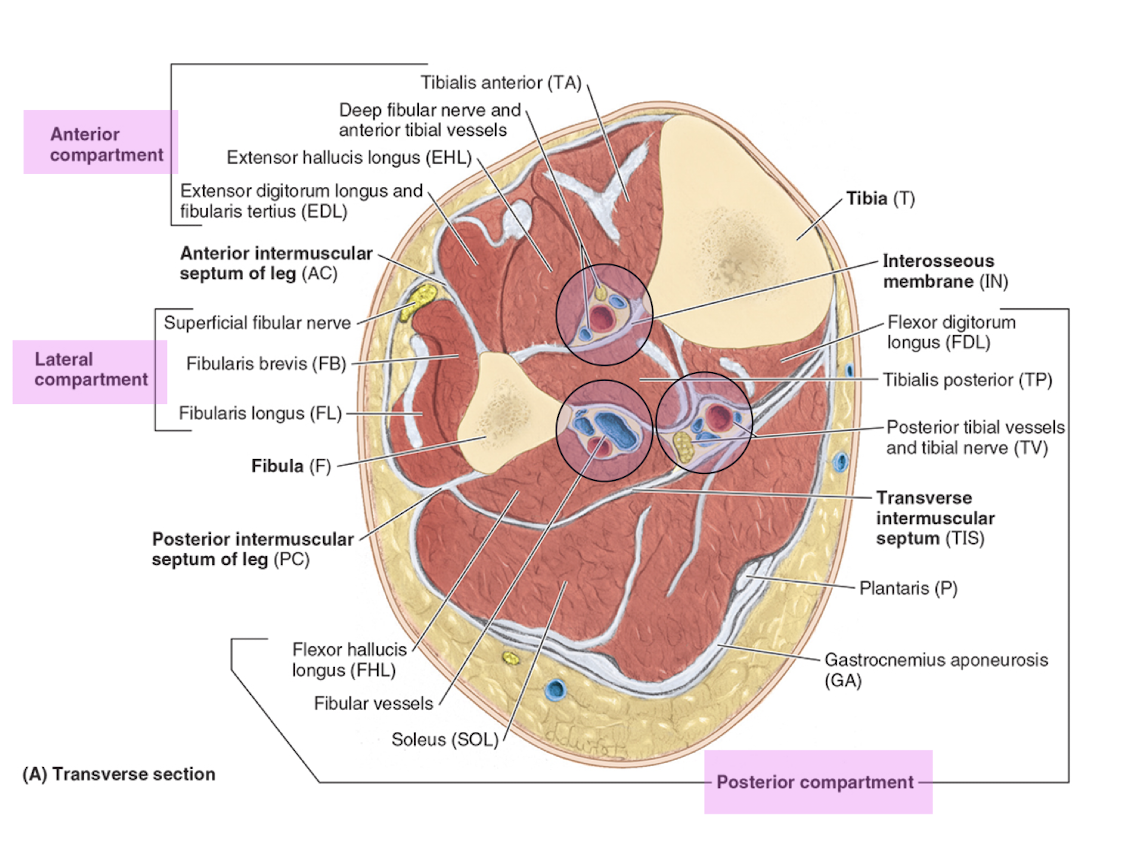 Tibialis anterior (TA)
Deep fibular nerve and
anterior tibial vessels
Anterior
compartment
Extensor hallucis longus (EHL)
Extensor digitorum longus and
fibularis tertius (EDL)
Tibia (T)
Anterior intermuscular
septum of leg (AC)
Interosseous
membrane (IN)
Superficial fibular nerve
Flexor digitorum
longus (FDL)
Lateral
compartment
Fibularis brevis (FB)
Tibialis posterior (TP)
Fibularis longus (FL)
Posterior tibial vessels
and tibial nerve (TV)
Fibula (F)
Transverse
intermuscular
septum (TIS)
Posterior intermuscular
septum of leg (PC)
Plantaris (P)
Flexor hallucis
longus (FHL)
Gastrocnemius aponeurosis
(GA)
Fibular vessels
Soleus (SOL)
(A) Transverse section
Posterior compartment